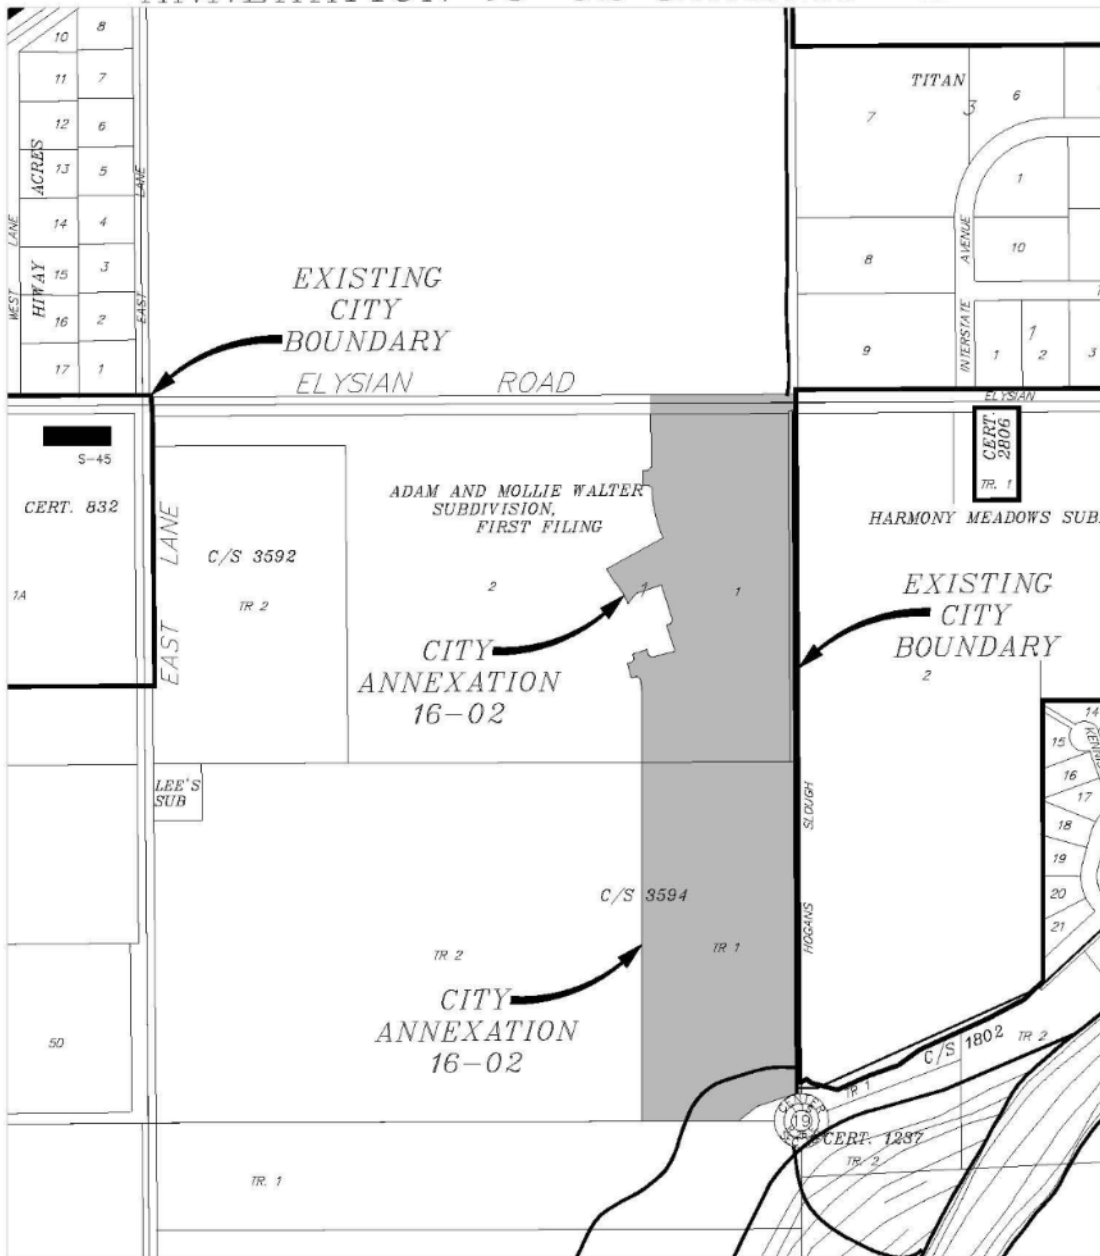 10
8
11
7
12
6
13
5
14
4
15
3
16
2
17
1
HIWAY ACRES
WEST LANE
EAST LANE
TITAN
7
3
6
1
8
10
9
1
1
2
3
INTERSTATE AVENUE
EXISTING
CITY
BOUNDARY
ELYSIAN ROAD
ELYSIAN
S-45
CERT. 832
1A
EAST LANE
C/S 3592
TR 2
ADAM AND MOLLIE WALTER
SUBDIVISION,
FIRST FILING
2
1
1
CERT.
2806
TR. 1
HARMONY MEADOWS SUB
EXISTING
CITY
BOUNDARY
2
CITY
ANNEXATION
16-02
14
15
16
17
18
19
20
21
LEE'S
SUB
HOGANS SLOUGH
C/S 3594
TR 2
TR 1
CITY
ANNEXATION
16-02
50
C/S 1802
TR 2
TR 1
CENTER
19
CERT. 1237
TR. 2
TR. 1